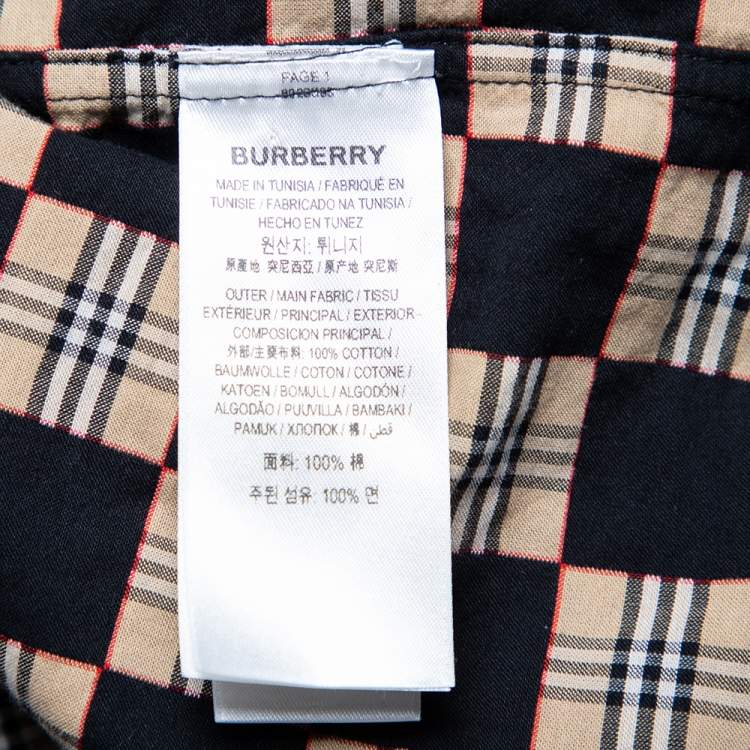 PAGE 1
BURBERRY
MADE IN TUNISIA / FABRIQUÉ EN
TUNISIE / FABRICADO NA TUNISIA /
HECHO EN TUNEZ
원산지: 튀니지
原產地 突尼西亞 / 原产地 突尼斯
OUTER / MAIN FABRIC / TISSU
EXTÉRIEUR / PRINCIPAL / EXTERIOR-
COMPOSICION PRINCIPAL /
外部/主要布料: 100% COTTON /
BAUMWOLLE / COTON / COTONE /
KATOEN / BOMULL / ALGODÓN /
ALGODÃO / PUUVILLA / BAMBAKI /
PAMUK / ХЛОПОК / 棉 / قطن
面料: 100% 棉
주된 섬유: 100% 면